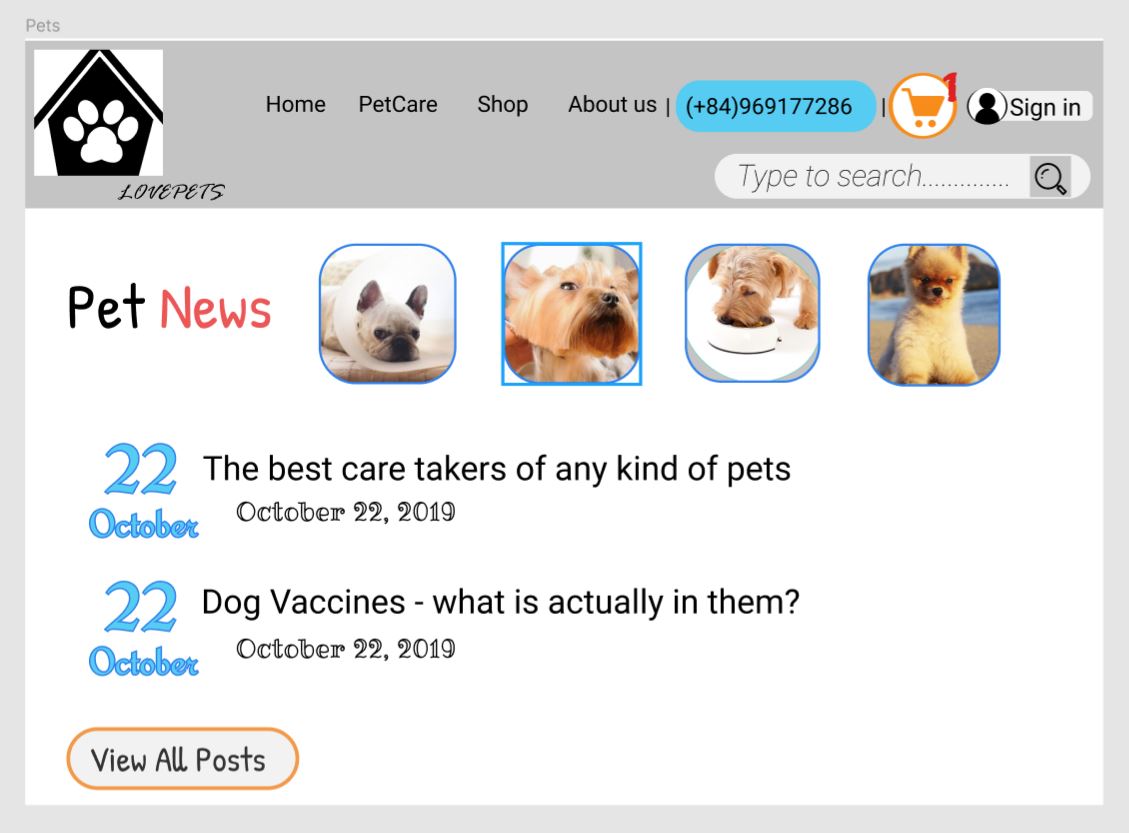 Pets
Home PetCare Shop About us | (+84)969177286 | 1 Sign in
Type to search..............
LOVEPETS
Pet News
22 October
The best care takers of any kind of pets
October 22, 2019
22 October
Dog Vaccines - what is actually in them?
October 22, 2019
View All Posts